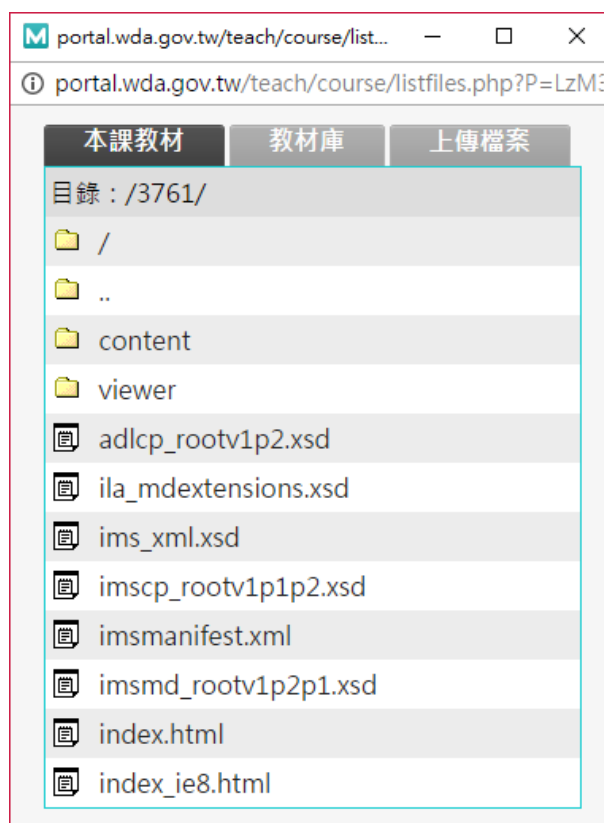 portal.wda.gov.tw/teach/course/list...
portal.wda.gov.tw/teach/course/listfiles.php?P=LzM3
本課教材 教材庫 上傳檔案
目錄：/3761/
/
..
content
viewer
adlcp_rootv1p2.xsd
ila_mdextensions.xsd
ims_xml.xsd
imscp_rootv1p1p2.xsd
imsmanifest.xml
imsmd_rootv1p2p1.xsd
index.html
index_ie8.html